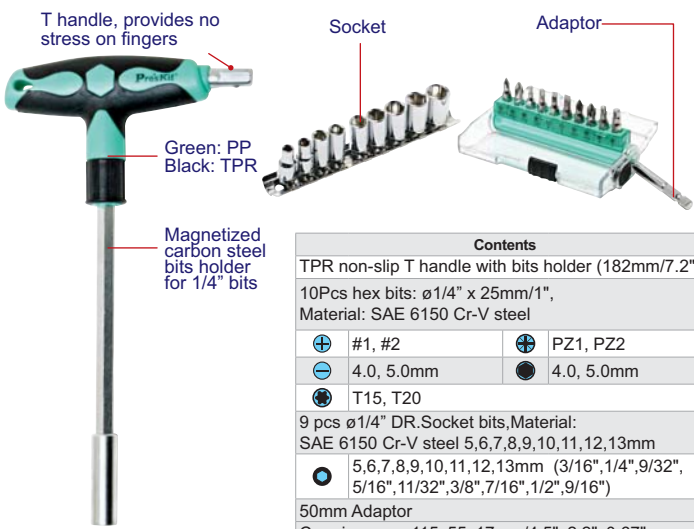 T handle, provides no
stress on fingers
Socket
Adaptor
Pro'sKit
Green: PP
Black: TPR
Magnetized
carbon steel
bits holder
for 1/4” bits
Contents
TPR non-slip T handle with bits holder (182mm/7.2"
10Pcs hex bits: ø1/4” x 25mm/1",
Material: SAE 6150 Cr-V steel
#1, #2 PZ1, PZ2
4.0, 5.0mm 4.0, 5.0mm
T15, T20
9 pcs ø1/4” DR.Socket bits,Material:
SAE 6150 Cr-V steel 5,6,7,8,9,10,11,12,13mm
5,6,7,8,9,10,11,12,13mm (3/16",1/4",9/32",
5/16",11/32",3/8",7/16",1/2",9/16")
50mm Adaptor